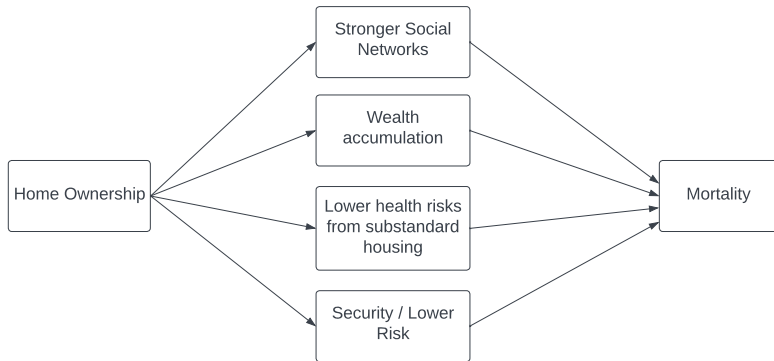 Stronger Social
Networks
Wealth
accumulation
Home Ownership
Lower health risks
from substandard
housing
Mortality
Security / Lower
Risk